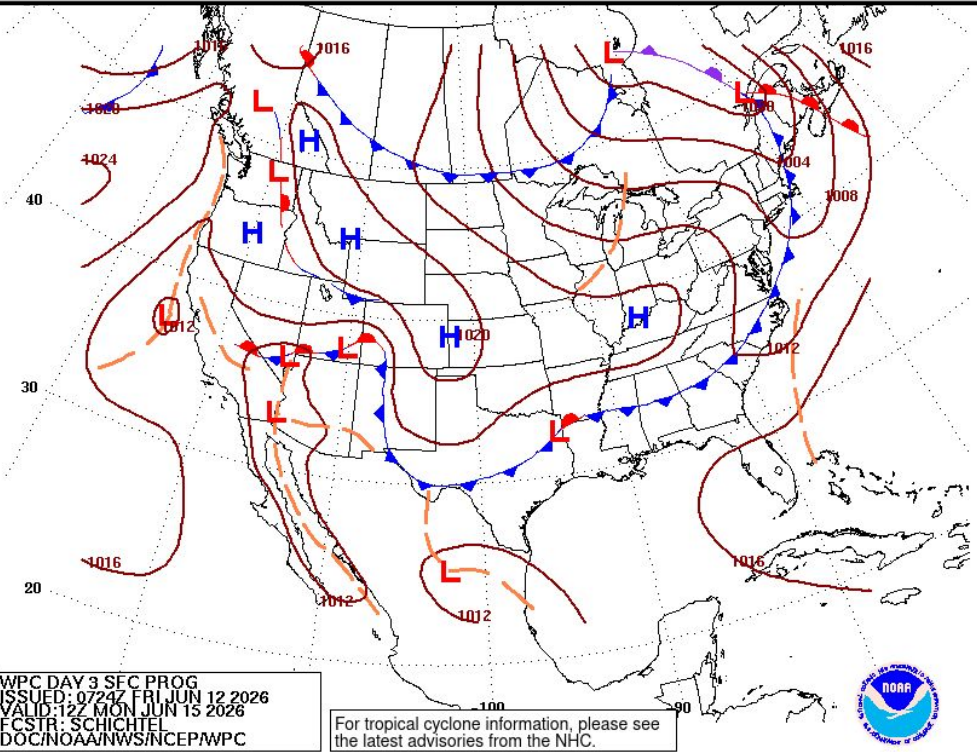 1016
1016
1016
L
L
1020
L
1000
H
1024
L
1004
40
1008
H
H
H
L
1012
H
1020
L
L
1012
30
L
L
1016
1016
L
1012
1012
20
WPC DAY 3 SFC PROG
ISSUED: 0724Z FRI JUN 12 2026
VALID:12Z MON JUN 15 2026
FCSTR: SCHICHTEL
DOC/NOAA/NWS/NCEP/WPC
-100
-90
For tropical cyclone information, please see
the latest advisories from the NHC.
NOAA